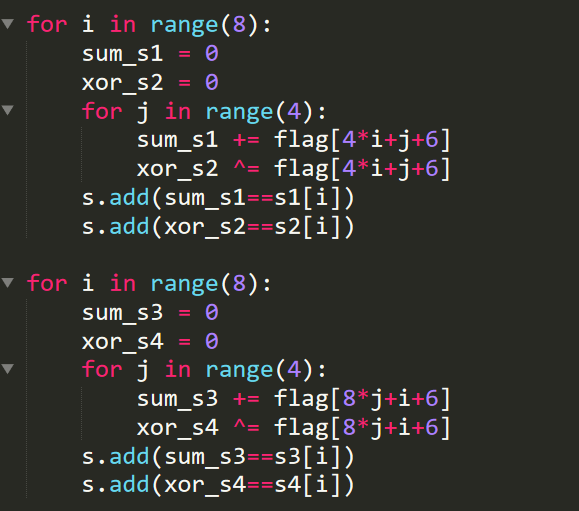 for i in range(8):
    sum_s1 = 0
    xor_s2 = 0
    for j in range(4):
        sum_s1 += flag[4*i+j+6]
        xor_s2 ^= flag[4*i+j+6]
    s.add(sum_s1==s1[i])
    s.add(xor_s2==s2[i])

for i in range(8):
    sum_s3 = 0
    xor_s4 = 0
    for j in range(4):
        sum_s3 += flag[8*j+i+6]
        xor_s4 ^= flag[8*j+i+6]
    s.add(sum_s3==s3[i])
    s.add(xor_s4==s4[i])